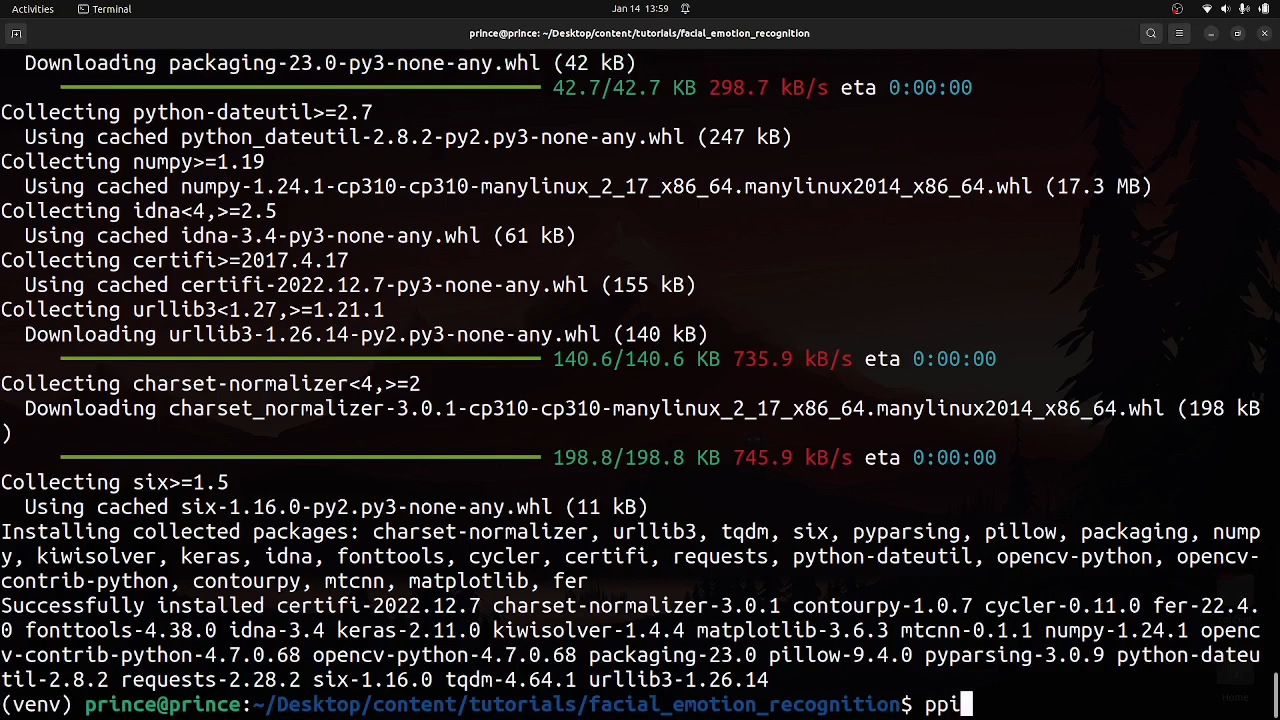 Activities Terminal Jan 14 13:59
prince@prince: ~/Desktop/content/tutorials/facial_emotion_recognition
Downloading packaging-23.0-py3-none-any.whl (42 kB)
42.7/42.7 KB 298.7 kB/s eta 0:00:00
Collecting python-dateutil>=2.7
Using cached python_dateutil-2.8.2-py2.py3-none-any.whl (247 kB)
Collecting numpy>=1.19
Using cached numpy-1.24.1-cp310-cp310-manylinux_2_17_x86_64.manylinux2014_x86_64.whl (17.3 MB)
Collecting idna<4,>=2.5
Using cached idna-3.4-py3-none-any.whl (61 kB)
Collecting certifi>=2017.4.17
Using cached certifi-2022.12.7-py3-none-any.whl (155 kB)
Collecting urllib3<1.27,>=1.21.1
Downloading urllib3-1.26.14-py2.py3-none-any.whl (140 kB)
140.6/140.6 KB 735.9 kB/s eta 0:00:00
Collecting charset-normalizer<4,>=2
Downloading charset_normalizer-3.0.1-cp310-cp310-manylinux_2_17_x86_64.manylinux2014_x86_64.whl (198 kB
)
198.8/198.8 KB 745.9 kB/s eta 0:00:00
Collecting six>=1.5
Using cached six-1.16.0-py2.py3-none-any.whl (11 kB)
Installing collected packages: charset-normalizer, urllib3, tqdm, six, pyparsing, pillow, packaging, nump
y, kiwisolver, keras, idna, fonttools, cycler, certifi, requests, python-dateutil, opencv-python, opencv-
contrib-python, contourpy, mtcnn, matplotlib, fer
Successfully installed certifi-2022.12.7 charset-normalizer-3.0.1 contourpy-1.0.7 cycler-0.11.0 fer-22.4.
0 fonttools-4.38.0 idna-3.4 keras-2.11.0 kiwisolver-1.4.4 matplotlib-3.6.3 mtcnn-0.1.1 numpy-1.24.1 openc
v-contrib-python-4.7.0.68 opencv-python-4.7.0.68 packaging-23.0 pillow-9.4.0 pyparsing-3.0.9 python-dateu
til-2.8.2 requests-2.28.2 six-1.16.0 tqdm-4.64.1 urllib3-1.26.14
(venv) prince@prince:~/Desktop/content/tutorials/facial_emotion_recognition$ ppi
Home